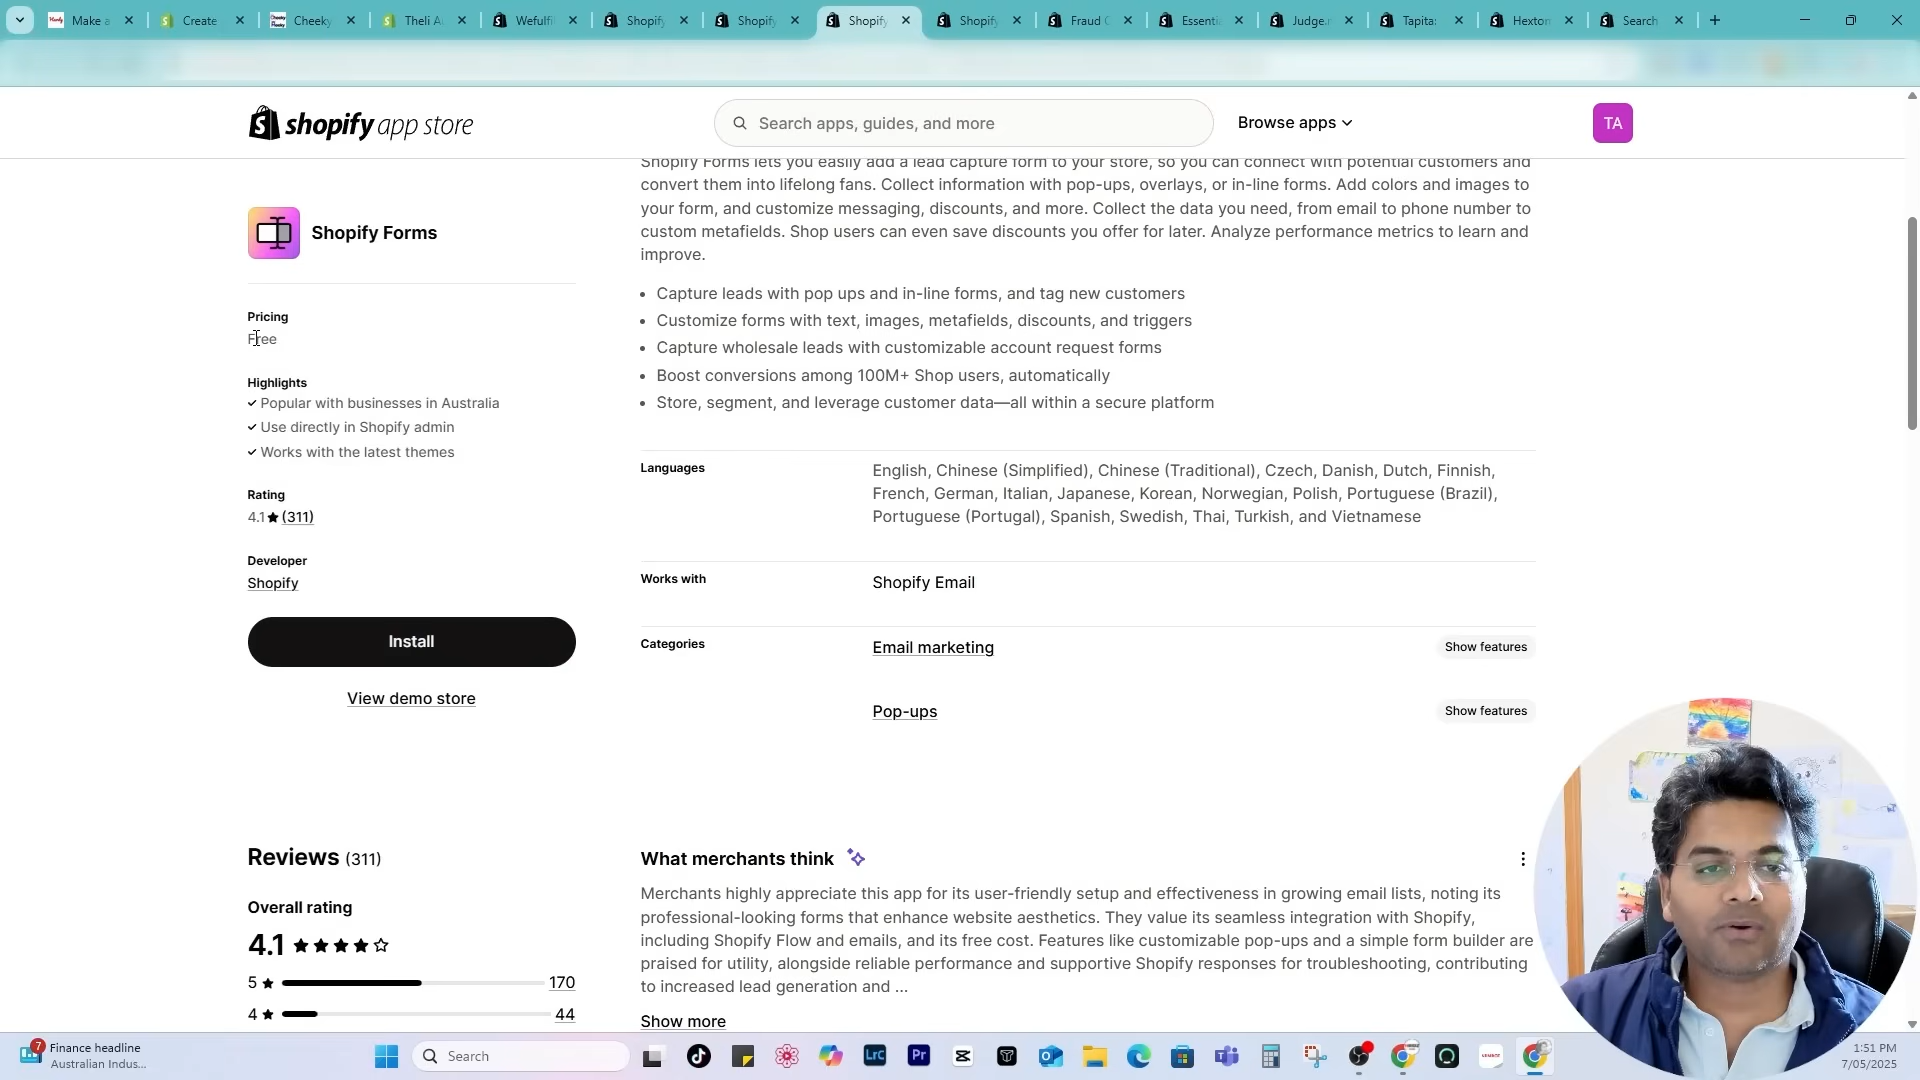 Make a
Create
Cheeky
Theli A
Wefulfil
Shopify
Shopify
Shopify
Shopify
Fraud
Essentia
Judge.
Tapita:
Hexton
Search
shopify app store
Search apps, guides, and more
Browse apps
TA
Shopify Forms
Pricing
Free
Highlights
Popular with businesses in Australia
Use directly in Shopify admin
Works with the latest themes
Rating
4.1★ (311)
Developer
Shopify
Install
View demo store
Shopify Forms lets you easily add a lead capture form to your store, so you can connect with potential customers and
convert them into lifelong fans. Collect information with pop-ups, overlays, or in-line forms. Add colors and images to
your form, and customize messaging, discounts, and more. Collect the data you need, from email to phone number to
custom metafields. Shop users can even save discounts you offer for later. Analyze performance metrics to learn and
improve.
• Capture leads with pop ups and in-line forms, and tag new customers
• Customize forms with text, images, metafields, discounts, and triggers
• Capture wholesale leads with customizable account request forms
• Boost conversions among 100M+ Shop users, automatically
• Store, segment, and leverage customer data—all within a secure platform
Languages
English, Chinese (Simplified), Chinese (Traditional), Czech, Danish, Dutch, Finnish,
French, German, Italian, Japanese, Korean, Norwegian, Polish, Portuguese (Brazil),
Portuguese (Portugal), Spanish, Swedish, Thai, Turkish, and Vietnamese
Works with
Shopify Email
Categories
Email marketing
Show features
Pop-ups
Show features
Reviews (311)
Overall rating
4.1
5 ★ 170
4 ★ 44
What merchants think
Merchants highly appreciate this app for its user-friendly setup and effectiveness in growing email lists, noting its
professional-looking forms that enhance website aesthetics. They value its seamless integration with Shopify,
including Shopify Flow and emails, and its free cost. Features like customizable pop-ups and a simple form builder are
praised for utility, alongside reliable performance and supportive Shopify responses for troubleshooting, contributing
to increased lead generation and ...
Show more
7
Finance headline
Australian Indus...
Search
LrC
Pr
1:51 PM
7/05/2025